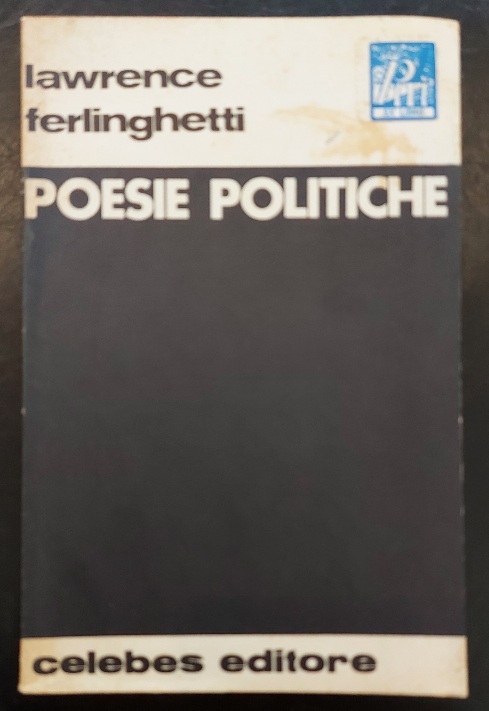 lawrence
ferlinghetti
POESIE POLITICHE
celebes editore